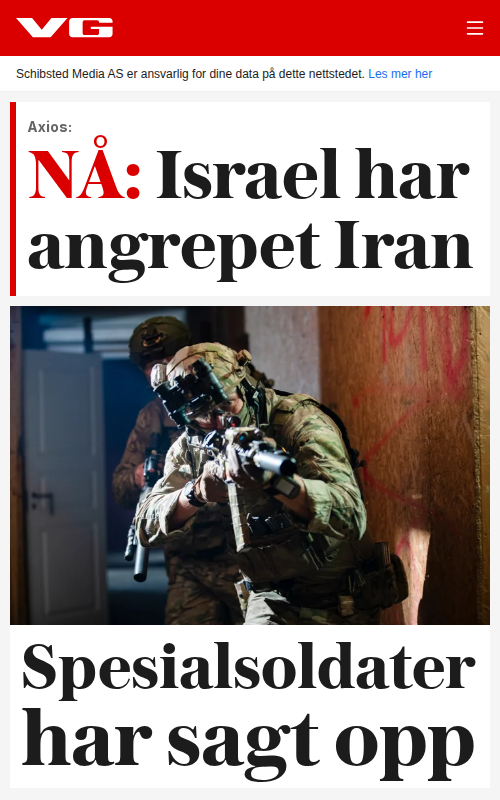 VG
Schibsted Media AS er ansvarlig for dine data på dette nettstedet. Les mer her
Axios:
NÅ: Israel har
angrepet Iran
Spesialsoldater
har sagt opp